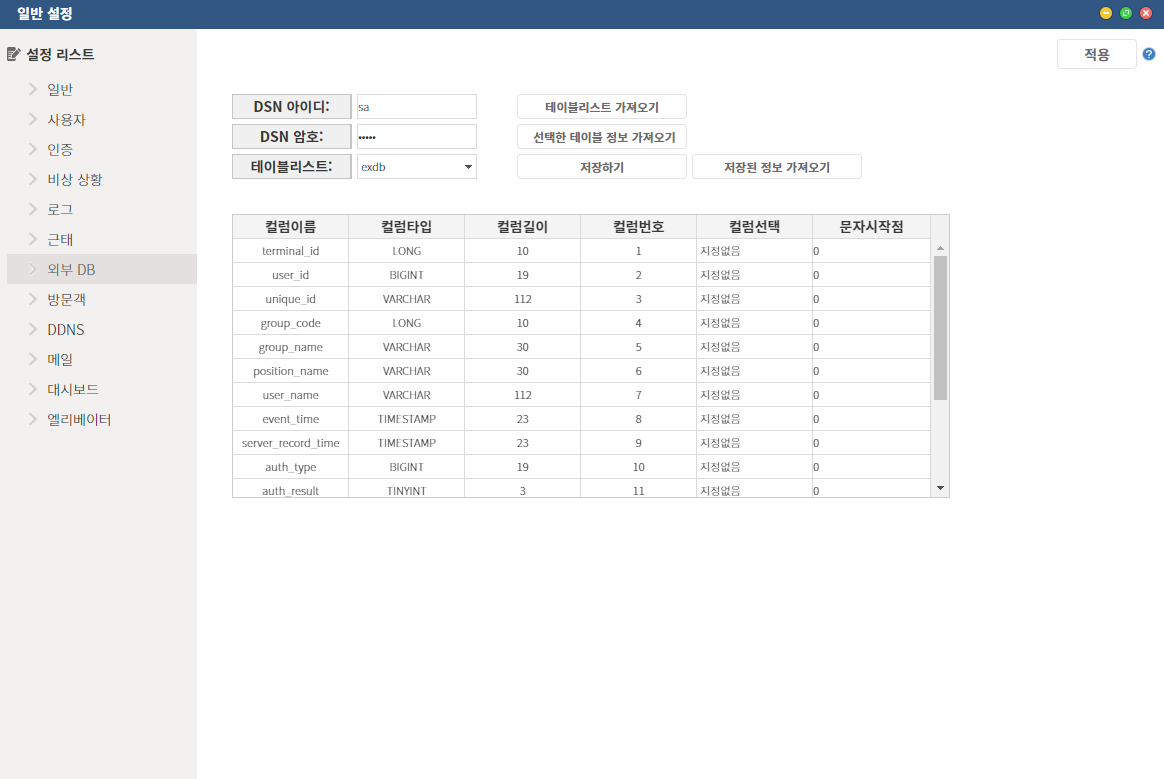 일반 설정
설정 리스트
적용
?
일반
사용자
인증
비상 상황
로그
근태
외부 DB
방문객
DDNS
메일
대시보드
엘리베이터
DSN 아이디: sa 테이블리스트 가져오기
DSN 암호: ••••• 선택한 테이블 정보 가져오기
테이블리스트: exdb 저장하기 저장된 정보 가져오기
컬럼이름 컬럼타입 컬럼길이 컬럼번호 컬럼선택 문자시작점
terminal_id LONG 10 1 지정없음 0
user_id BIGINT 19 2 지정없음 0
unique_id VARCHAR 112 3 지정없음 0
group_code LONG 10 4 지정없음 0
group_name VARCHAR 30 5 지정없음 0
position_name VARCHAR 30 6 지정없음 0
user_name VARCHAR 112 7 지정없음 0
event_time TIMESTAMP 23 8 지정없음 0
server_record_time TIMESTAMP 23 9 지정없음 0
auth_type BIGINT 19 10 지정없음 0
auth_result TINYINT 3 11 지정없음 0